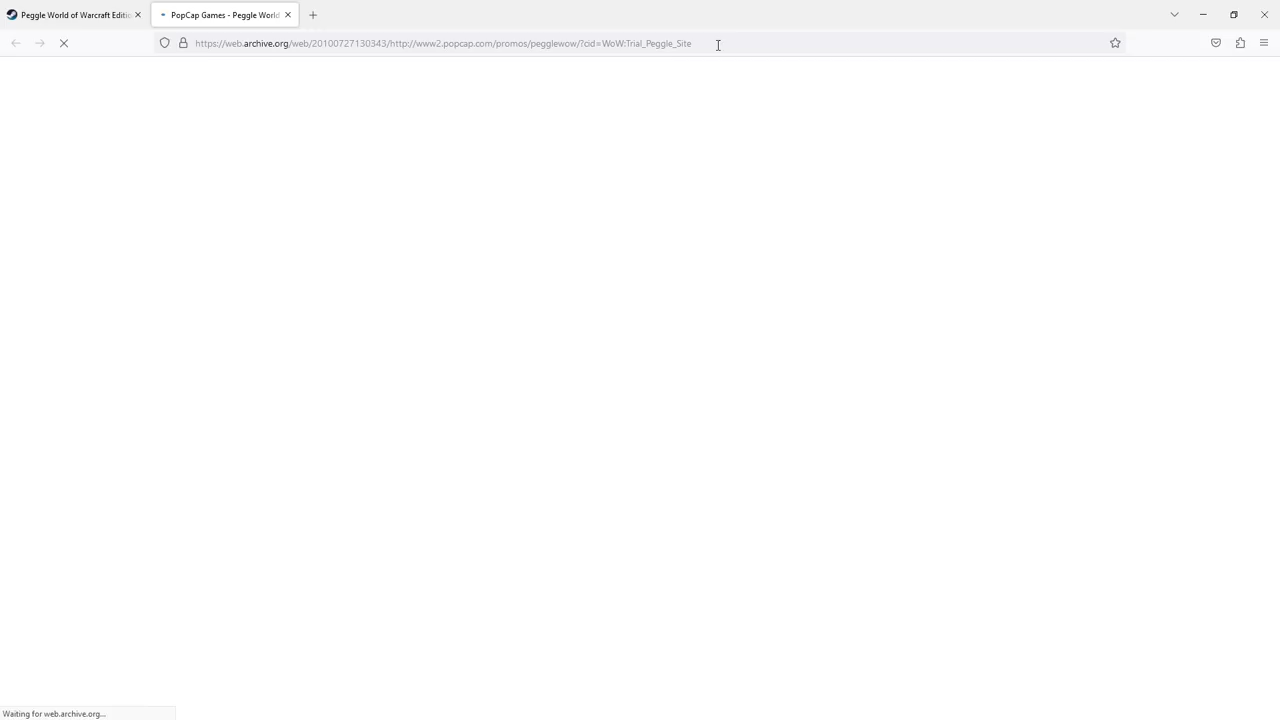 Peggle World of Warcraft Editio
PopCap Games - Peggle World
https://web.archive.org/web/20100727130343/http://www2.popcap.com/promos/pegglewow/?cid=WoW:Trial_Peggle_Site
Waiting for web.archive.org...